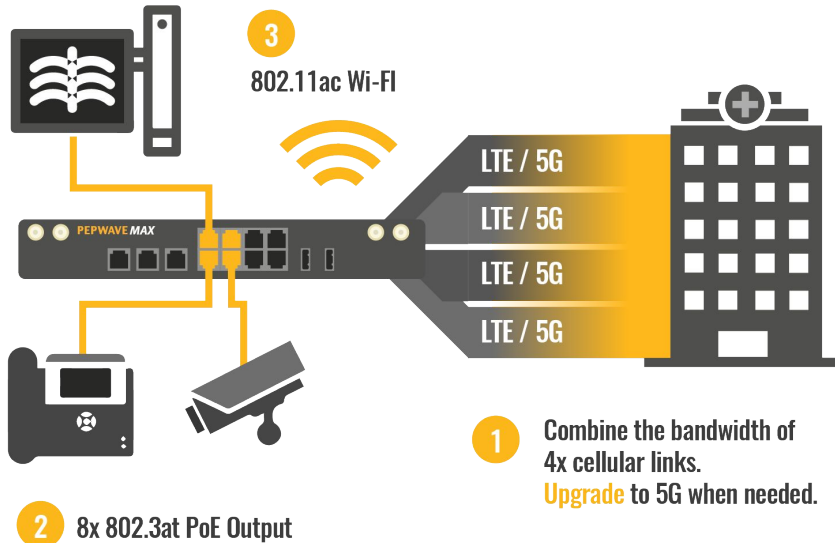 3
802.11ac Wi-FI
LTE / 5G
LTE / 5G
LTE / 5G
LTE / 5G
PEPWAVE MAX
1
Combine the bandwidth of
4x cellular links.
Upgrade to 5G when needed.
2
8x 802.3at PoE Output